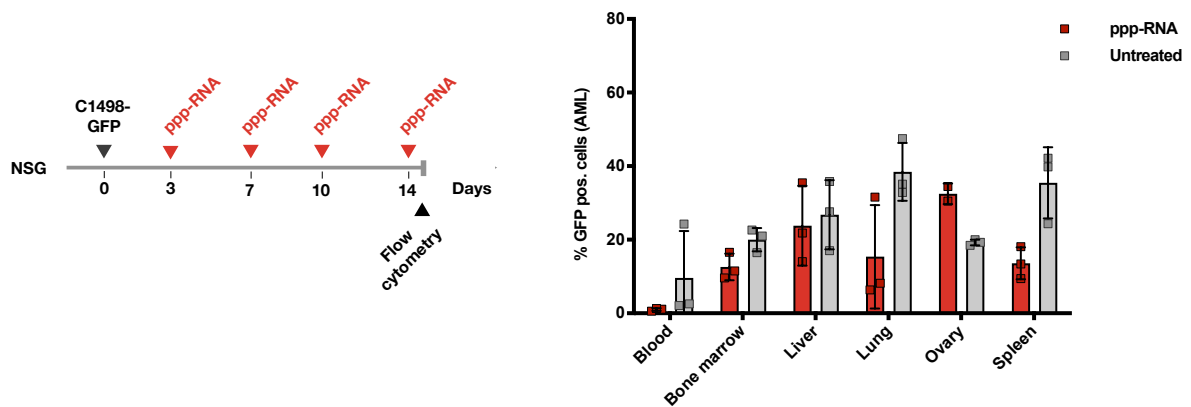 C1498-
GFP
ppp-RNA
ppp-RNA
ppp-RNA
ppp-RNA
NSG
0
3
7
10
14
Days
Flow
cytometry
% GFP pos. cells (AML)
80
60
40
20
0
Blood
Bone marrow
Liver
Lung
Ovary
Spleen
ppp-RNA
Untreated